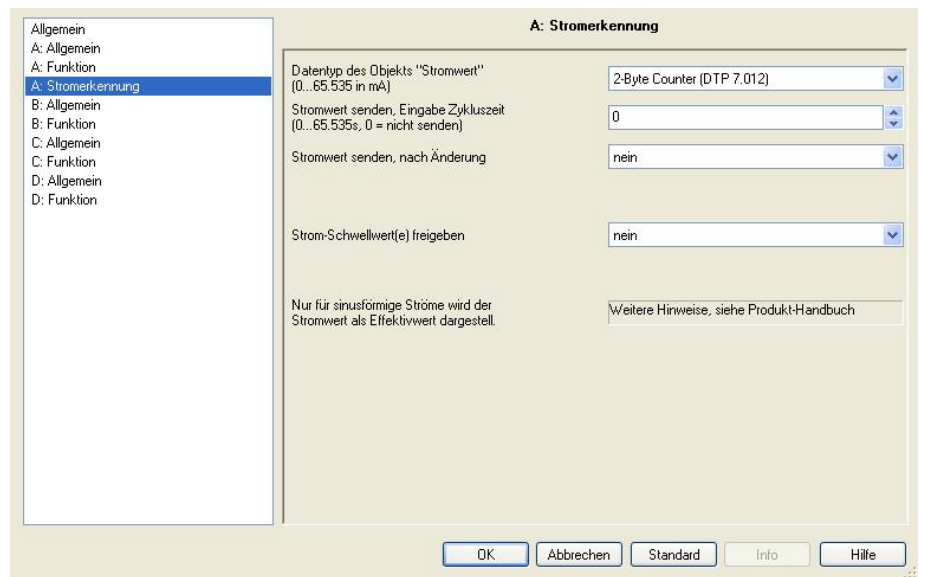 Allgemein
A: Allgemein
A: Funktion
A: Stromerkennung
B: Allgemein
B: Funktion
C: Allgemein
C: Funktion
D: Allgemein
D: Funktion
A: Stromerkennung
Datentyp des Objekts "Stromwert"
(0...65.535 in mA)
2-Byte Counter (DTP 7.012)
Stromwert senden, Eingabe Zykluszeit
(0...65.535s, 0 = nicht senden)
0
Stromwert senden, nach Änderung
nein
Strom-Schwellwert(e) freigeben
nein
Nur für sinusförmige Ströme wird der
Stromwert als Effektivwert dargestell.
Weitere Hinweise, siehe Produkt-Handbuch
OK
Abbrechen
Standard
Info
Hilfe